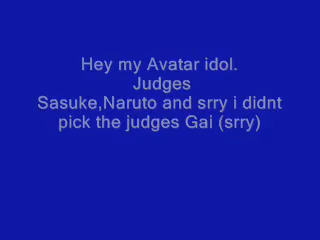 Hey my Avatar idol.
Judges
Sasuke,Naruto and srry i didnt
pick the judges Gai (srry)